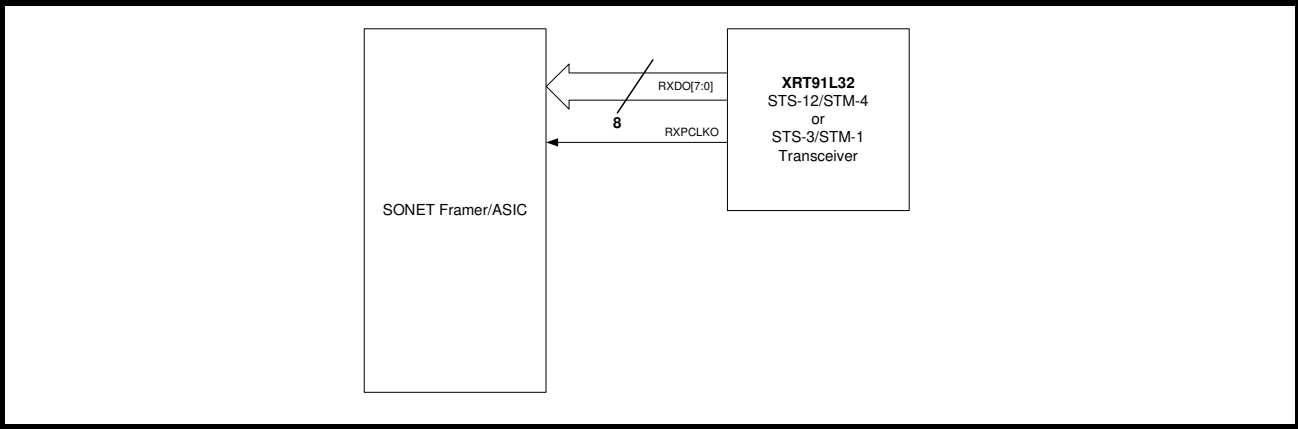 SONET Framer/ASIC
RXDO[7:0]
8
RXPCLKO
XRT91L32
STS-12/STM-4
or
STS-3/STM-1
Transceiver